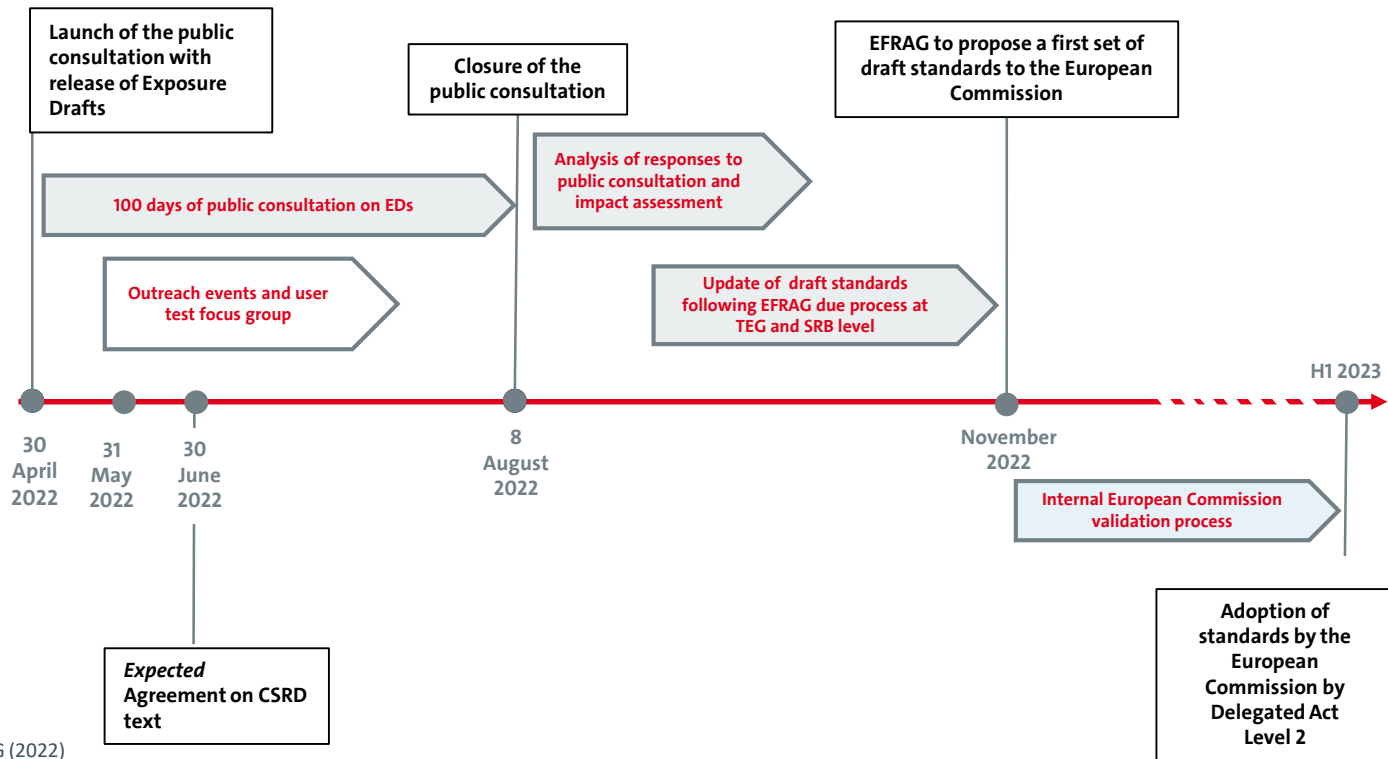 Launch of the public
consultation with
release of Exposure
Drafts
Closure of the
public consultation
EFRAG to propose a first set of
draft standards to the European
Commission
Analysis of responses to
public consultation and
impact assessment
100 days of public consultation on EDs
Outreach events and user
test focus group
Update of draft standards
following EFRAG due process at
TEG and SRB level
H1 2023
30
April
2022
31
May
2022
30
June
2022
8
August
2022
November
2022
Internal European Commission
validation process
Expected
Agreement on CSRD
text
Adoption of
standards by the
European
Commission by
Delegated Act
Level 2
G (2022)